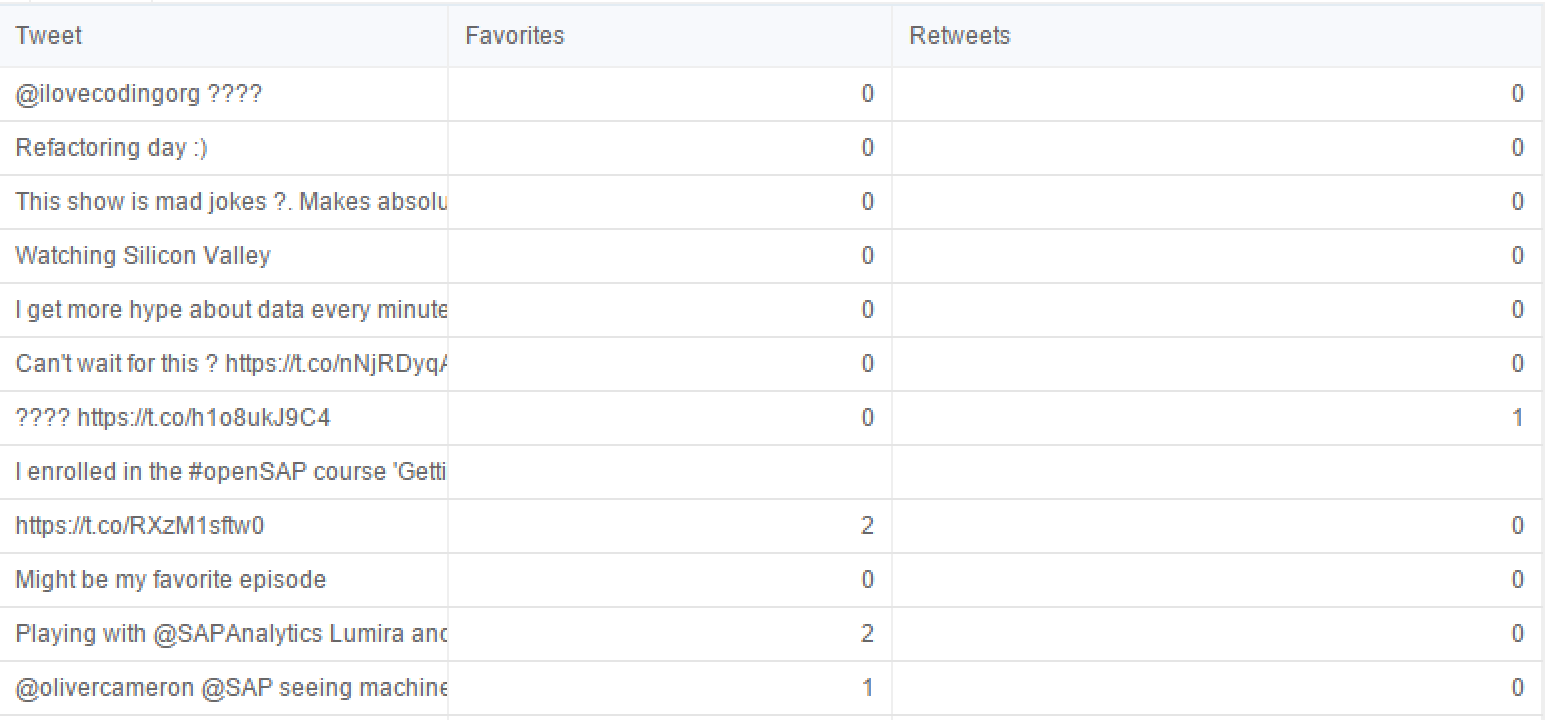 Tweet Favorites Retweets
@ilovecodingorg ???? 0 0
Refactoring day :) 0 0
This show is mad jokes ?. Makes absolu 0 0
Watching Silicon Valley 0 0
I get more hype about data every minute 0 0
Can't wait for this ? https://t.co/nNjRDyqA 0 0
???? https://t.co/h1o8ukJ9C4 0 1
I enrolled in the #openSAP course 'Getti
https://t.co/RXzM1sftw0 2 0
Might be my favorite episode 0 0
Playing with @SAPAnalytics Lumira and 2 0
@olivercameron @SAP seeing machine 1 0